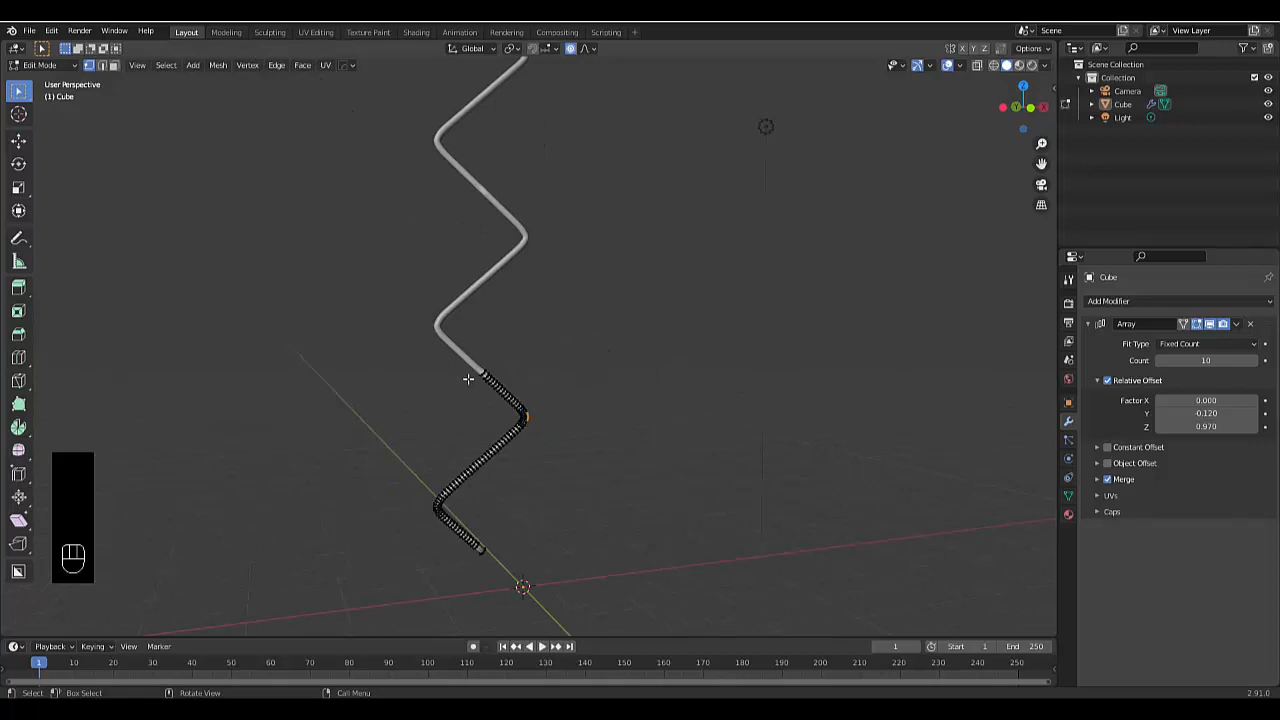 File Edit Render Window Help Layout Modeling Sculpting UV Editing Texture Paint Shading Animation Rendering Compositing Scripting + Scene View Layer
Global X Y Z Options
Edit Mode View Select Add Mesh Vertex Edge Face UV
User Perspective
(1) Cube
Z
Y X
Scene Collection
Collection
Camera
Cube
Light
Cube
Add Modifier
Array
Fit Type Fixed Count
Count 10
Relative Offset
Factor X 0.000
Y -0.120
Z 0.970
Constant Offset
Object Offset
Merge
UVs
Caps
Playback Keying View Marker 1 Start 1 End 250
1 10 20 30 40 50 60 70 80 90 100 110 120 130 140 150 160 170 180 190 200 210 220 230 240 250
Select Box Select Rotate View Call Menu 2.91.0